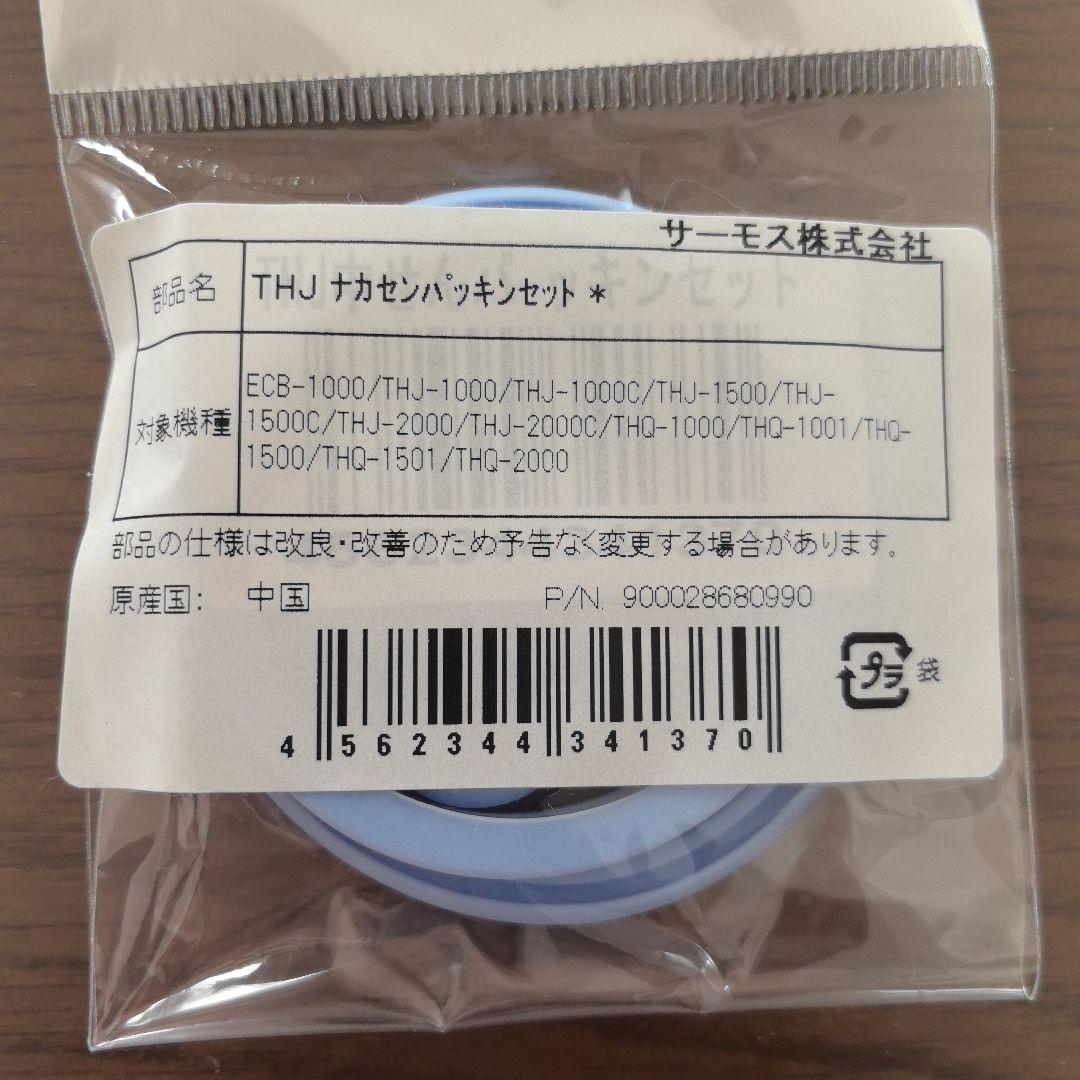 サーモス株式会社
部品名 THJ ナカセンパッキンセット *
対象機種
ECB-1000/THJ-1000/THJ-1000C/THJ-1500/THJ-
1500C/THJ-2000/THJ-2000C/THQ-1000/THQ-1001/THQ-
1500/THQ-1501/THQ-2000
部品の仕様は改良・改善のため予告なく変更する場合があります。
原産国: 中国 P/N. 900028680990
プラ 袋
4 562344 341370